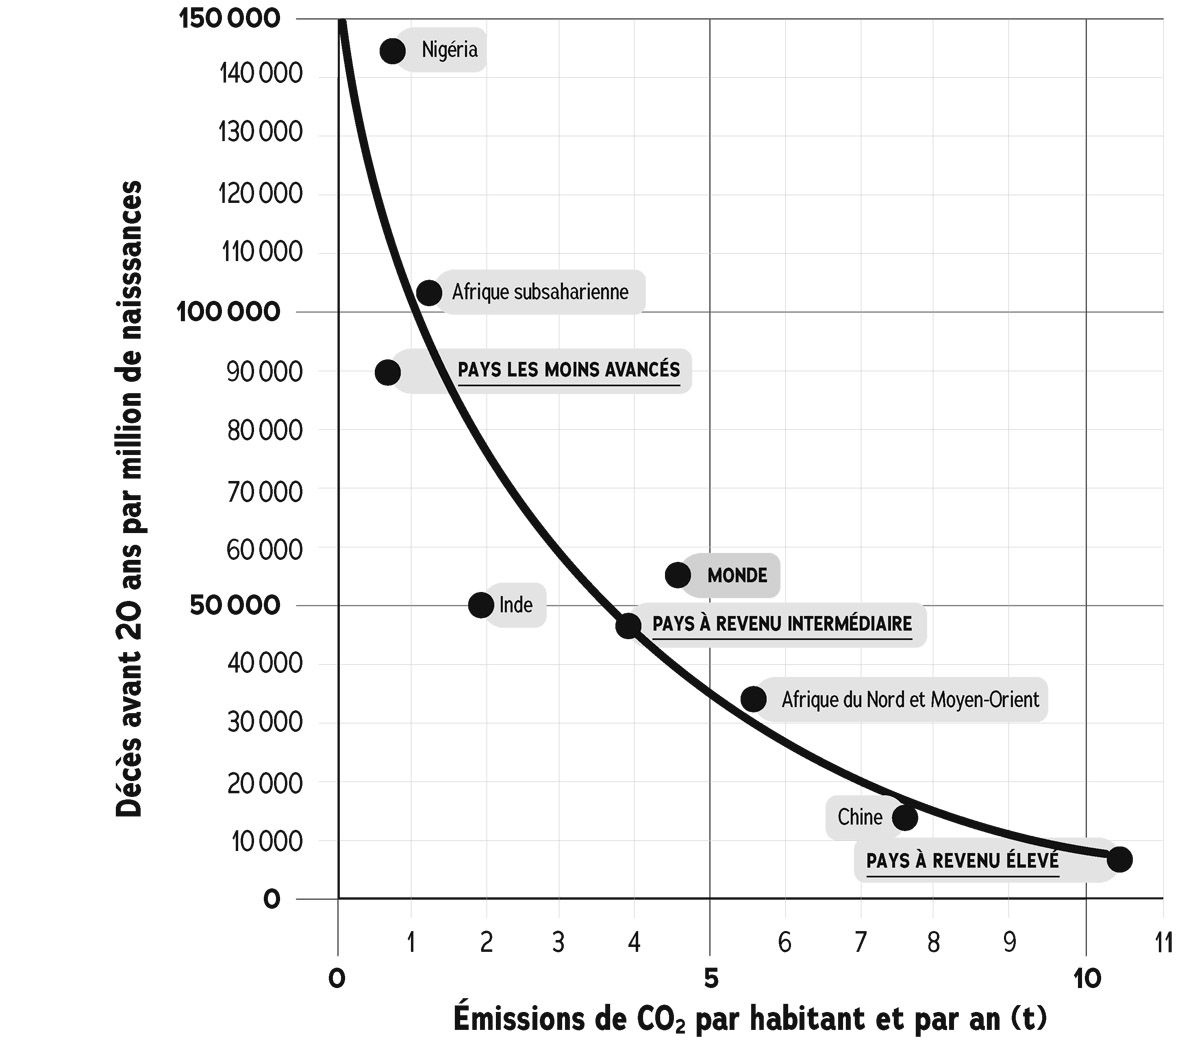 150 000
Nigéria
140 000
130 000
120 000
110 000
Afrique subsaharienne
100 000
PAYS LES MOINS AVANCÉS
90 000
80 000
70 000
60 000
MONDE
50 000
Inde
PAYS À REVENU INTERMÉDIAIRE
40 000
Afrique du Nord et Moyen-Orient
30 000
20 000
Chine
10 000
PAYS À REVENU ÉLEVÉ
0
Décès avant 20 ans par million de naisssances
1 2 3 4 6 7 8 9 11
0 5 10
Émissions de CO₂ par habitant et par an (t)